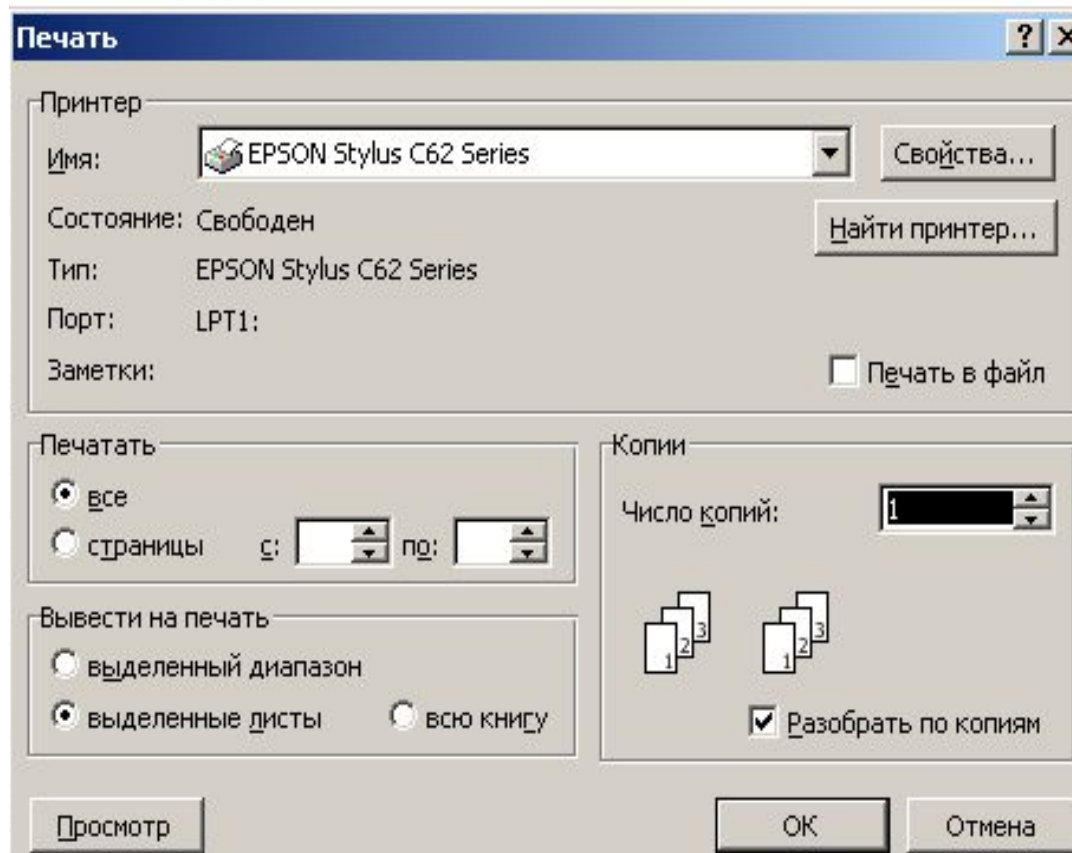 Печать
Принтер
Имя: EPSON Stylus C62 Series Свойства...
Состояние: Свободен Найти принтер...
Тип: EPSON Stylus C62 Series
Порт: LPT1:
Заметки: Печать в файл
Печатать
все
страницы с: по:
Вывести на печать
выделенный диапазон
выделенные листы всю книгу
Копии
Число копий: 1
1 2 3 1 2 3
Разобрать по копиям
Просмотр ОК Отмена